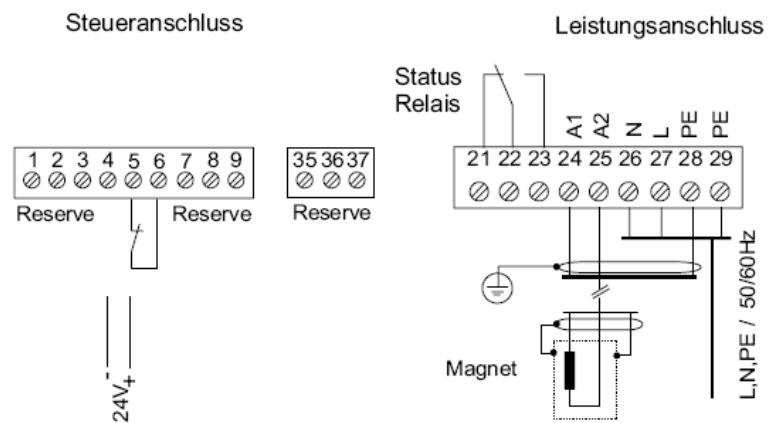 Steueranschluss
Leistungsanschluss
Status
Relais
A1
A2
N
L
PE
PE
1 2 3 4 5 6 7 8 9
35 36 37
21 22 23 24 25 26 27 28 29
Reserve
Reserve
Reserve
Magnet
- 24V +
L,N,PE / 50/60Hz